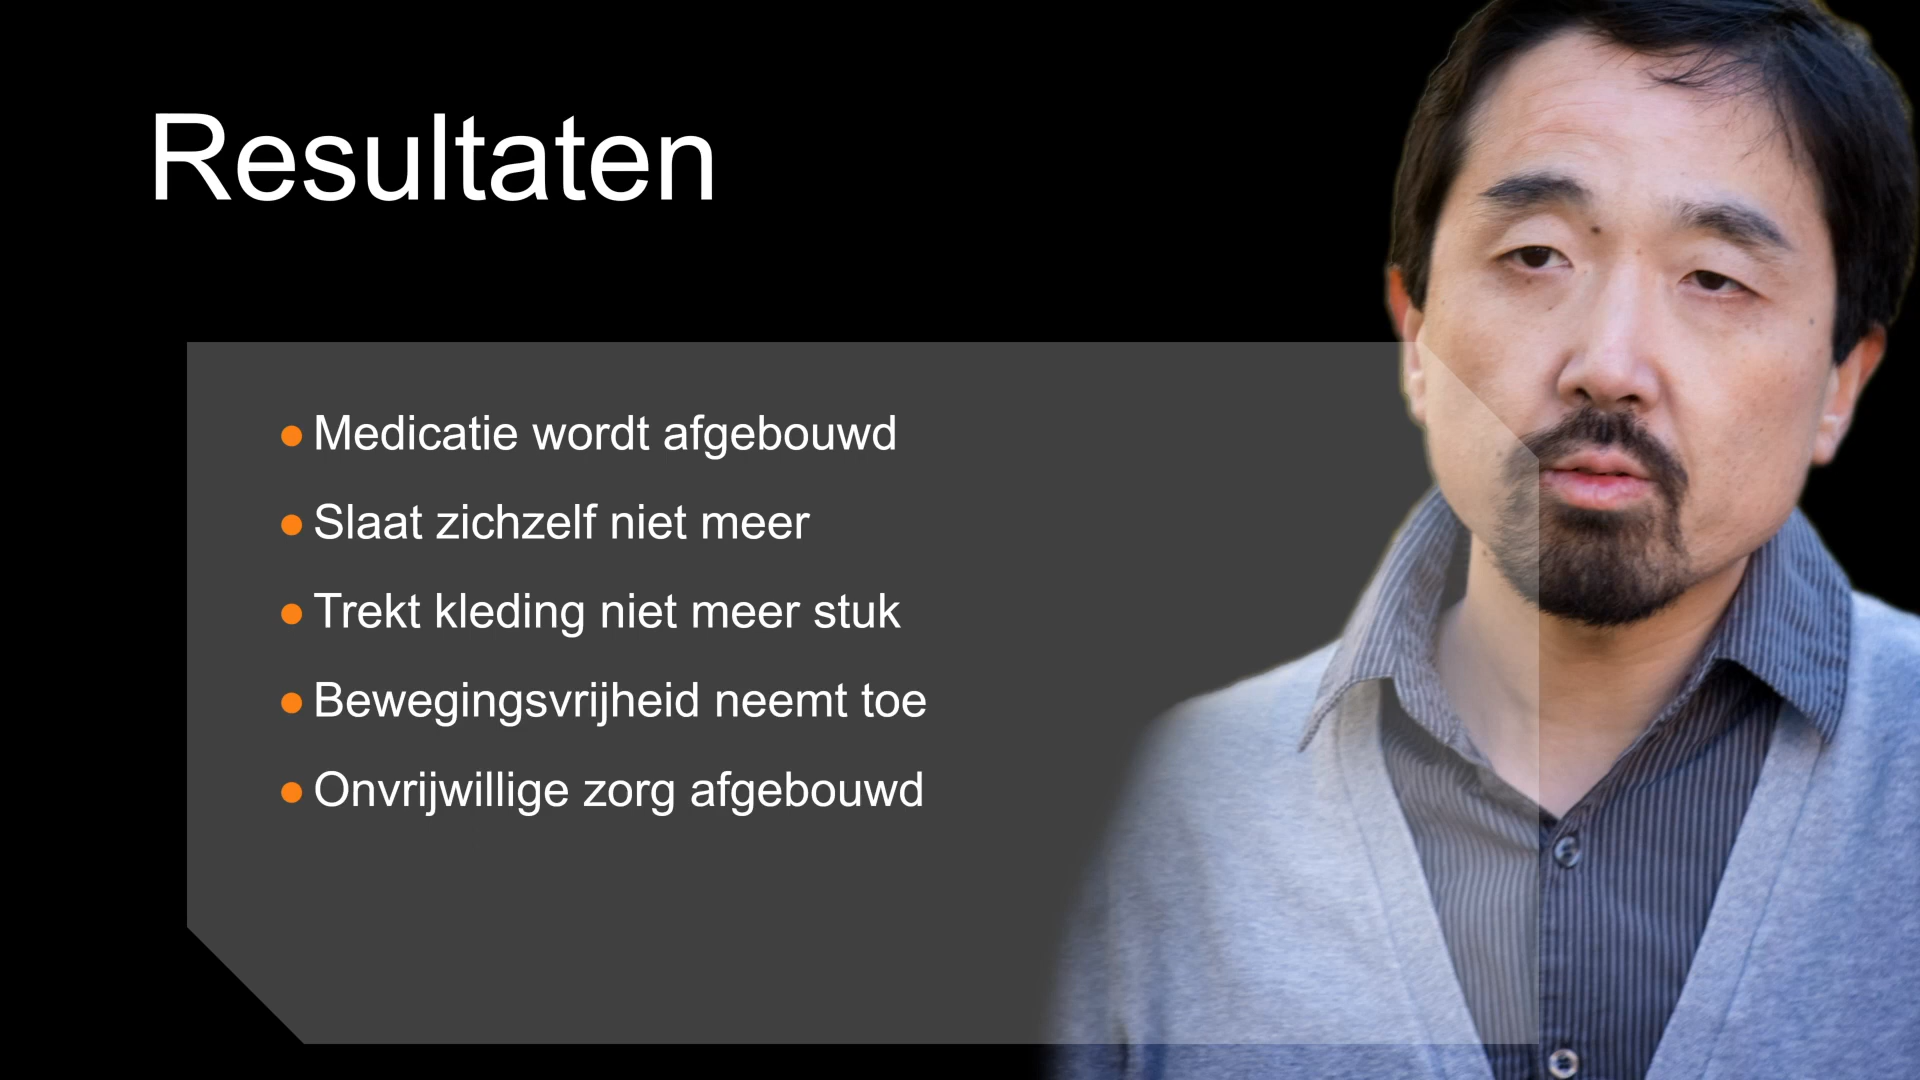 Resultaten
Medicatie wordt afgebouwd
Slaat zichzelf niet meer
Trekt kleding niet meer stuk
Bewegingsvrijheid neemt toe
Onvrijwillige zorg afgebouwd